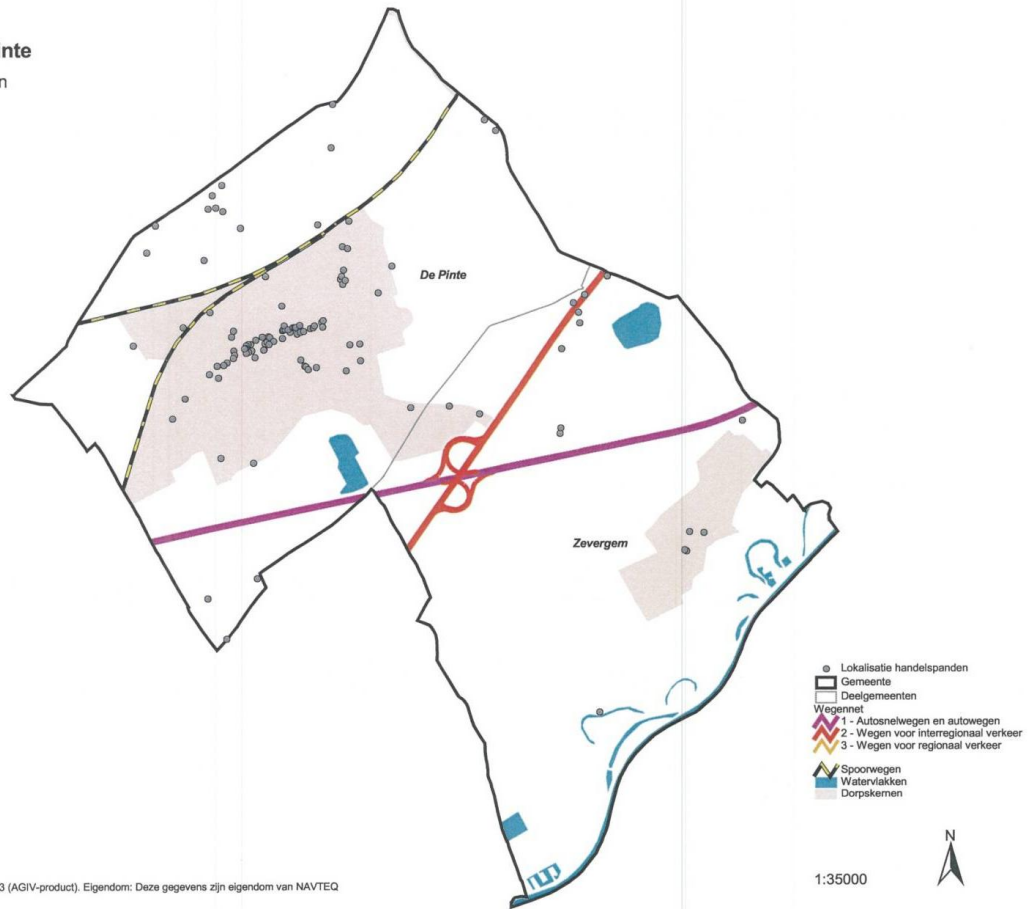 inte
n
De Pinte
Zevergem
Lokalisatie handelspanden
Gemeente
Deelgemeenten
Wegennet
1 - Autosnelwegen en autowegen
2 - Wegen voor interregionaal verkeer
3 - Wegen voor regionaal verkeer
Spoorwegen
Watervlakken
Dorpskernen
N
1:35000
3 (AGIV-product). Eigendom: Deze gegevens zijn eigendom van NAVTEQ